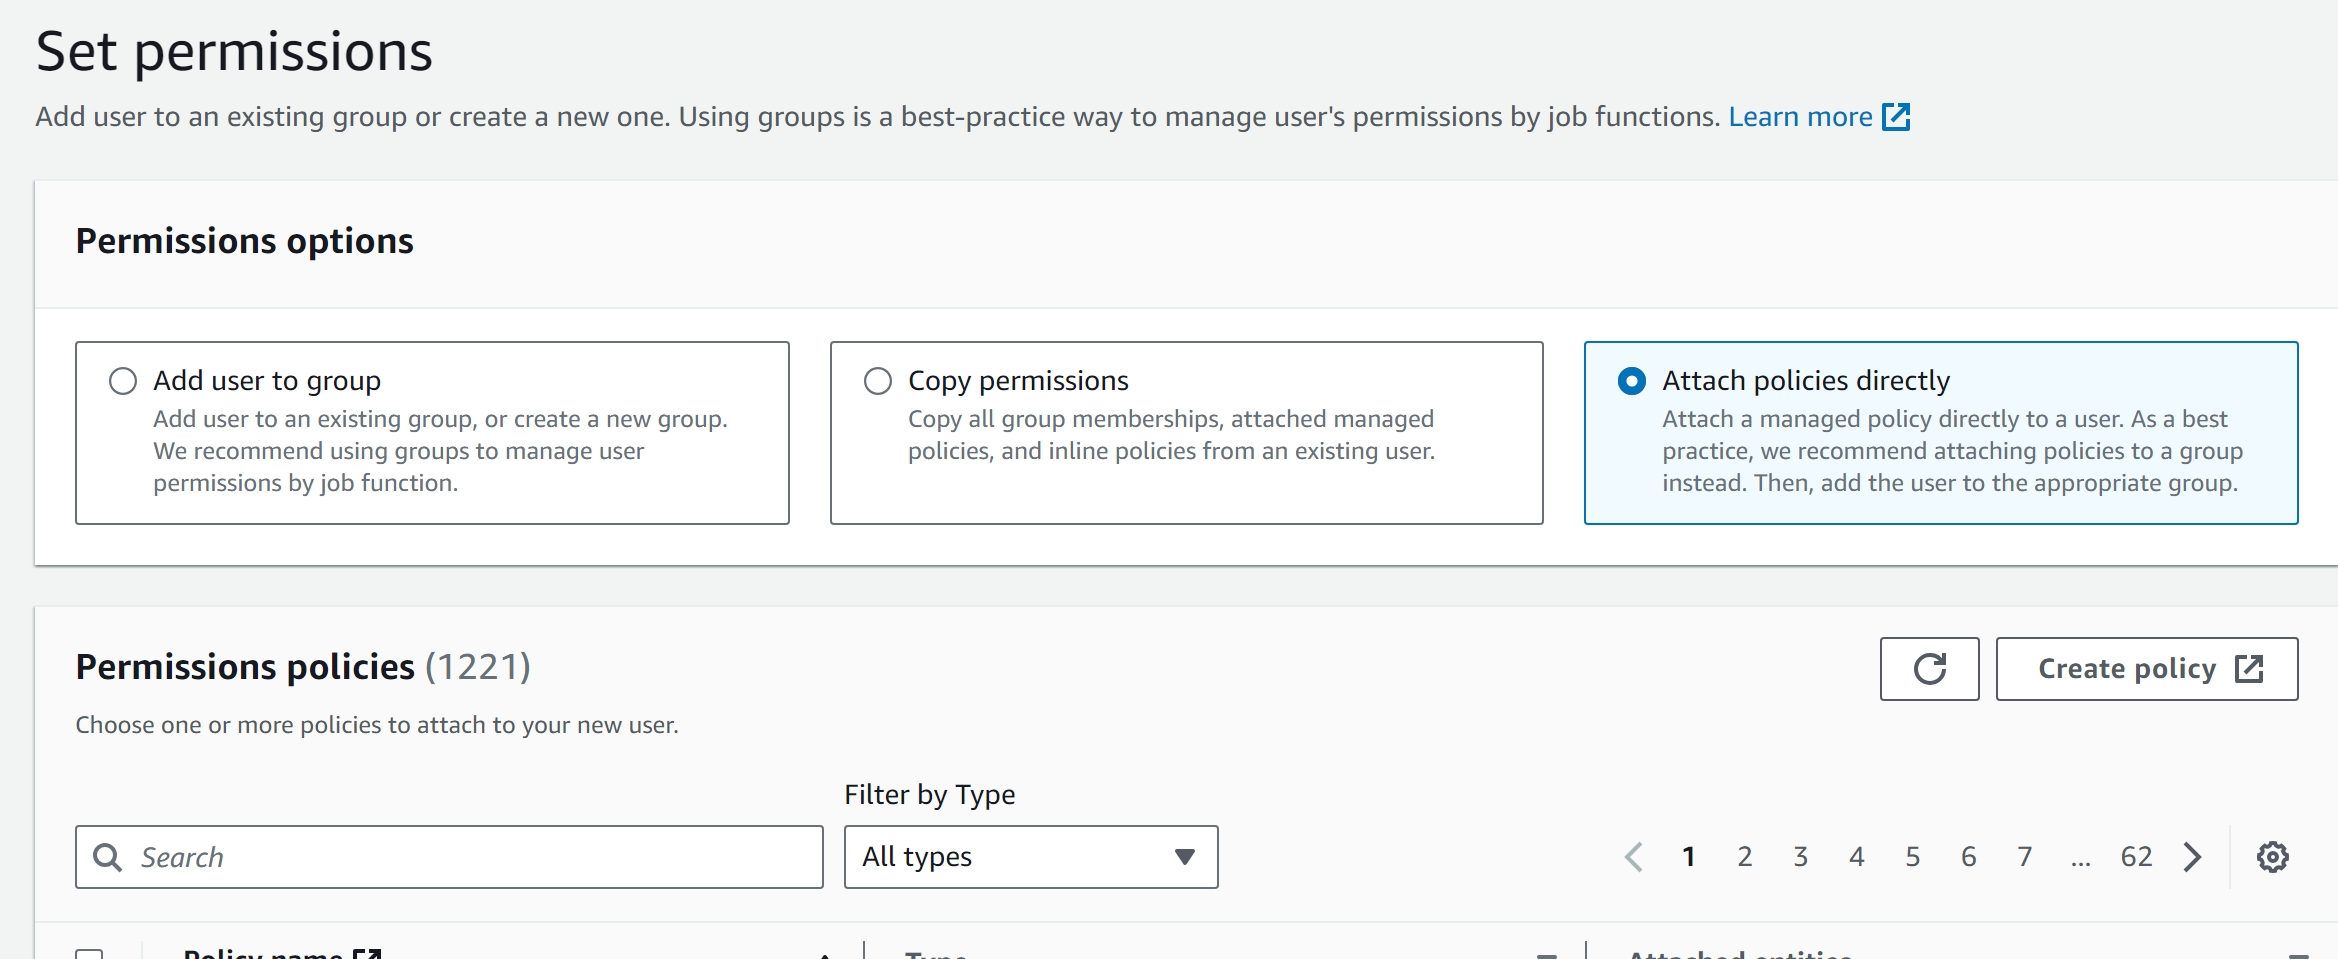 Set permissions
Add user to an existing group or create a new one. Using groups is a best-practice way to manage user's permissions by job functions. Learn more
Permissions options
Add user to group
Add user to an existing group, or create a new group.
We recommend using groups to manage user
permissions by job function.
Copy permissions
Copy all group memberships, attached managed
policies, and inline policies from an existing user.
Attach policies directly
Attach a managed policy directly to a user. As a best
practice, we recommend attaching policies to a group
instead. Then, add the user to the appropriate group.
Permissions policies (1221)
Create policy
Choose one or more policies to attach to your new user.
Filter by Type
Search
All types
1 2 3 4 5 6 7 ... 62
Policy name Type Attached entities